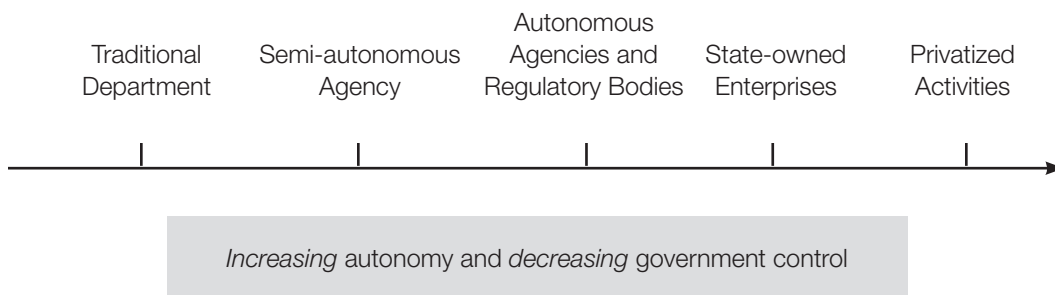 Traditional
Department
Semi-autonomous
Agency
Autonomous
Agencies and
Regulatory Bodies
State-owned
Enterprises
Privatized
Activities
Increasing autonomy and decreasing government control